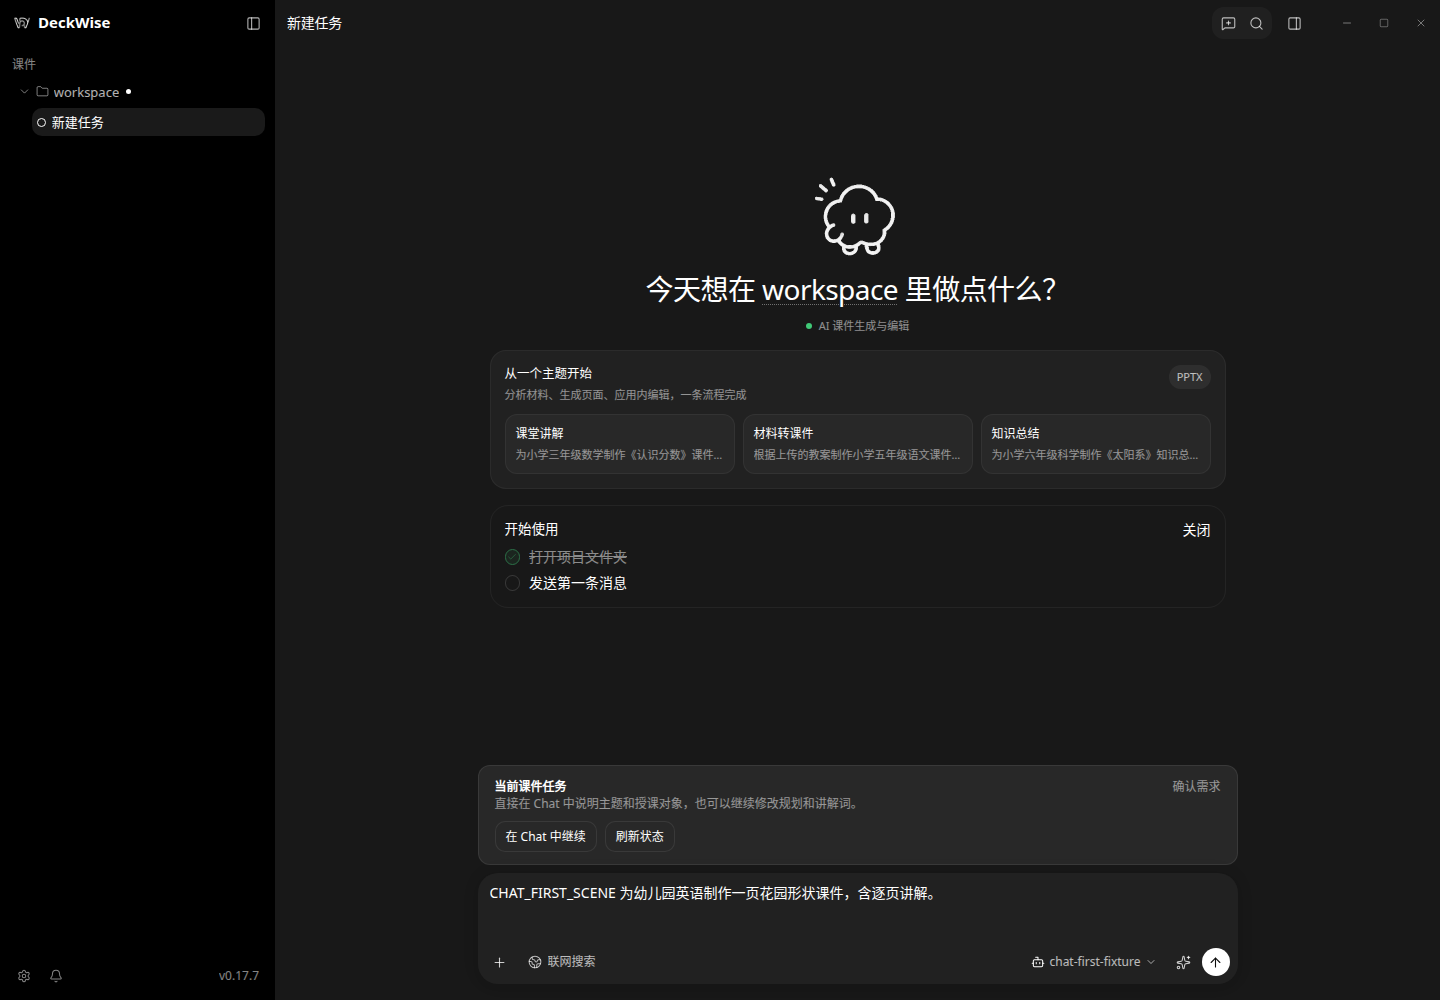 DeckWise
新建任务
课件
workspace
新建任务
今天想在 workspace 里做点什么？
AI 课件生成与编辑
从一个主题开始
PPTX
分析材料、生成页面、应用内编辑，一条流程完成
课堂讲解
材料转课件
知识总结
为小学三年级数学制作《认识分数》课件...
根据上传的教案制作小学五年级语文课件...
为小学六年级科学制作《太阳系》知识总...
开始使用
关闭
打开项目文件夹
发送第一条消息
当前课件任务
确认需求
直接在 Chat 中说明主题和授课对象，也可以继续修改规划和讲解词。
在 Chat 中继续
刷新状态
CHAT_FIRST_SCENE 为幼儿园英语制作一页花园形状课件，含逐页讲解。
联网搜索
chat-first-fixture
v0.17.7